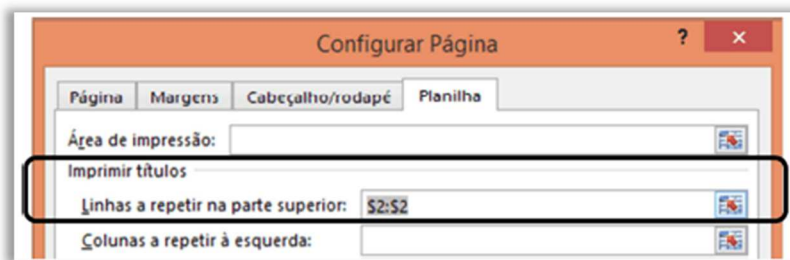 Configurar Página ? ×
Página Margens Cabeçalho/rodapé Planilha
Área de impressão:
Imprimir títulos
Linhas a repetir na parte superior: $2:$2
Colunas a repetir à esquerda: